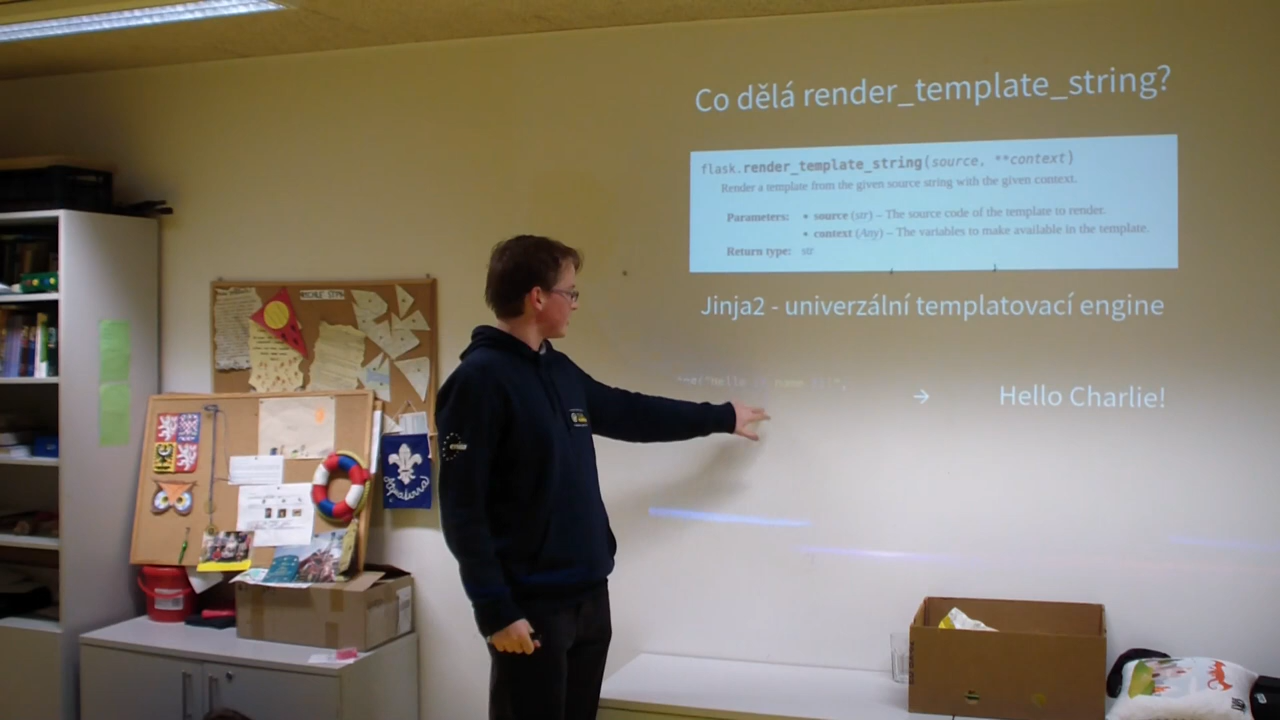 Co dělá render_template_string?
flask.render_template_string(source, **context)
Render a template from the given source string with the given context.
Parameters: • source (str) – The source code of the template to render.
• context (Any) – The variables to make available in the template.
Return type: str
Jinja2 - univerzální templatovací engine
→ Hello Charlie!
RYCHLÉ ŠÍPY